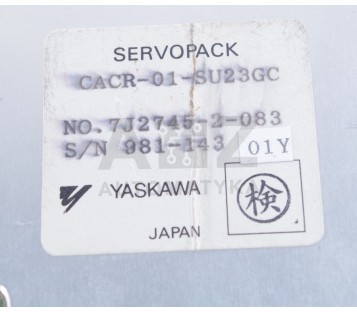 SERVOPACK
CACR-01-SU23GC
NO.7J2745-2-083
S/N 981-143 01Y
YASKAWA
検
JAPAN